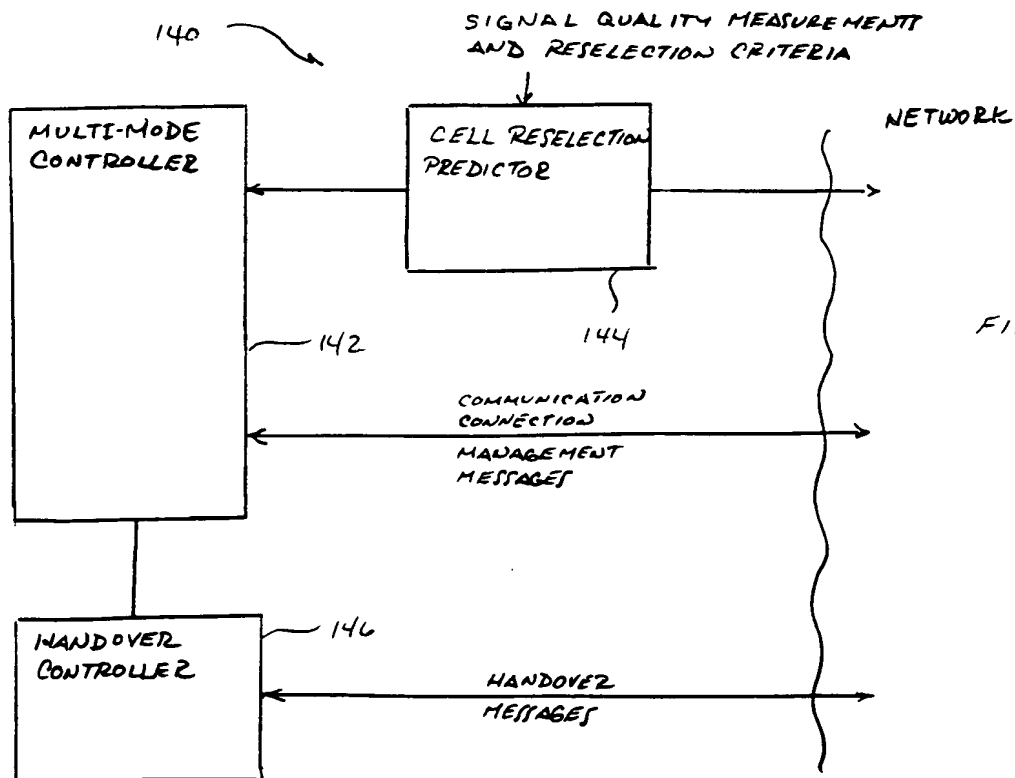 140
SIGNAL QUALITY MEASUREMENTS
AND RESELECTION CRITERIA
NETWORK
MULTI-MODE
CONTROLLER
CELL RESELECTION
PREDICTOR
144
142
FI
COMMUNICATION
CONNECTION
MANAGEMENT
MESSAGES
HANDOVER
CONTROLLER
146
HANDOVER
MESSAGES